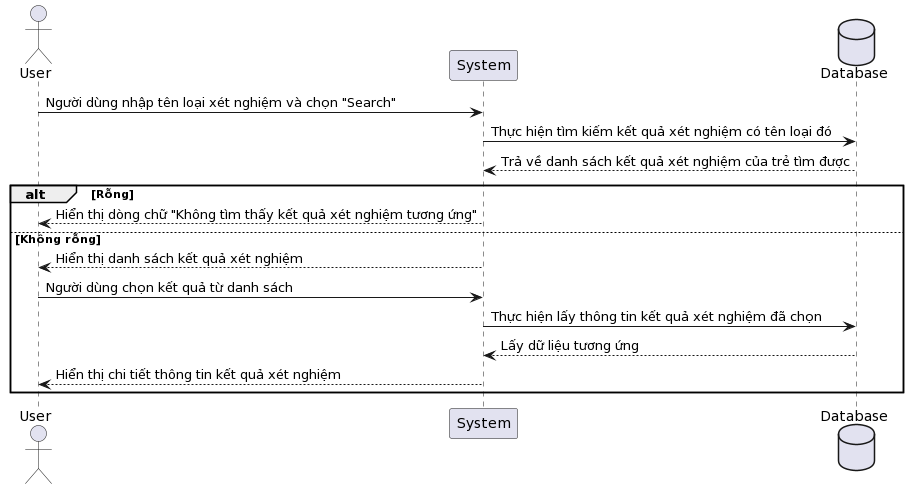 User
System
Database
Người dùng nhập tên loại xét nghiệm và chọn "Search"
Thực hiện tìm kiếm kết quả xét nghiệm có tên loại đó
Trả về danh sách kết quả xét nghiệm của trẻ tìm được
alt [Rỗng]
Hiển thị dòng chữ "Không tìm thấy kết quả xét nghiệm tương ứng"
[Không rỗng]
Hiển thị danh sách kết quả xét nghiệm
Người dùng chọn kết quả từ danh sách
Thực hiện lấy thông tin kết quả xét nghiệm đã chọn
Lấy dữ liệu tương ứng
Hiển thị chi tiết thông tin kết quả xét nghiệm
User
System
Database